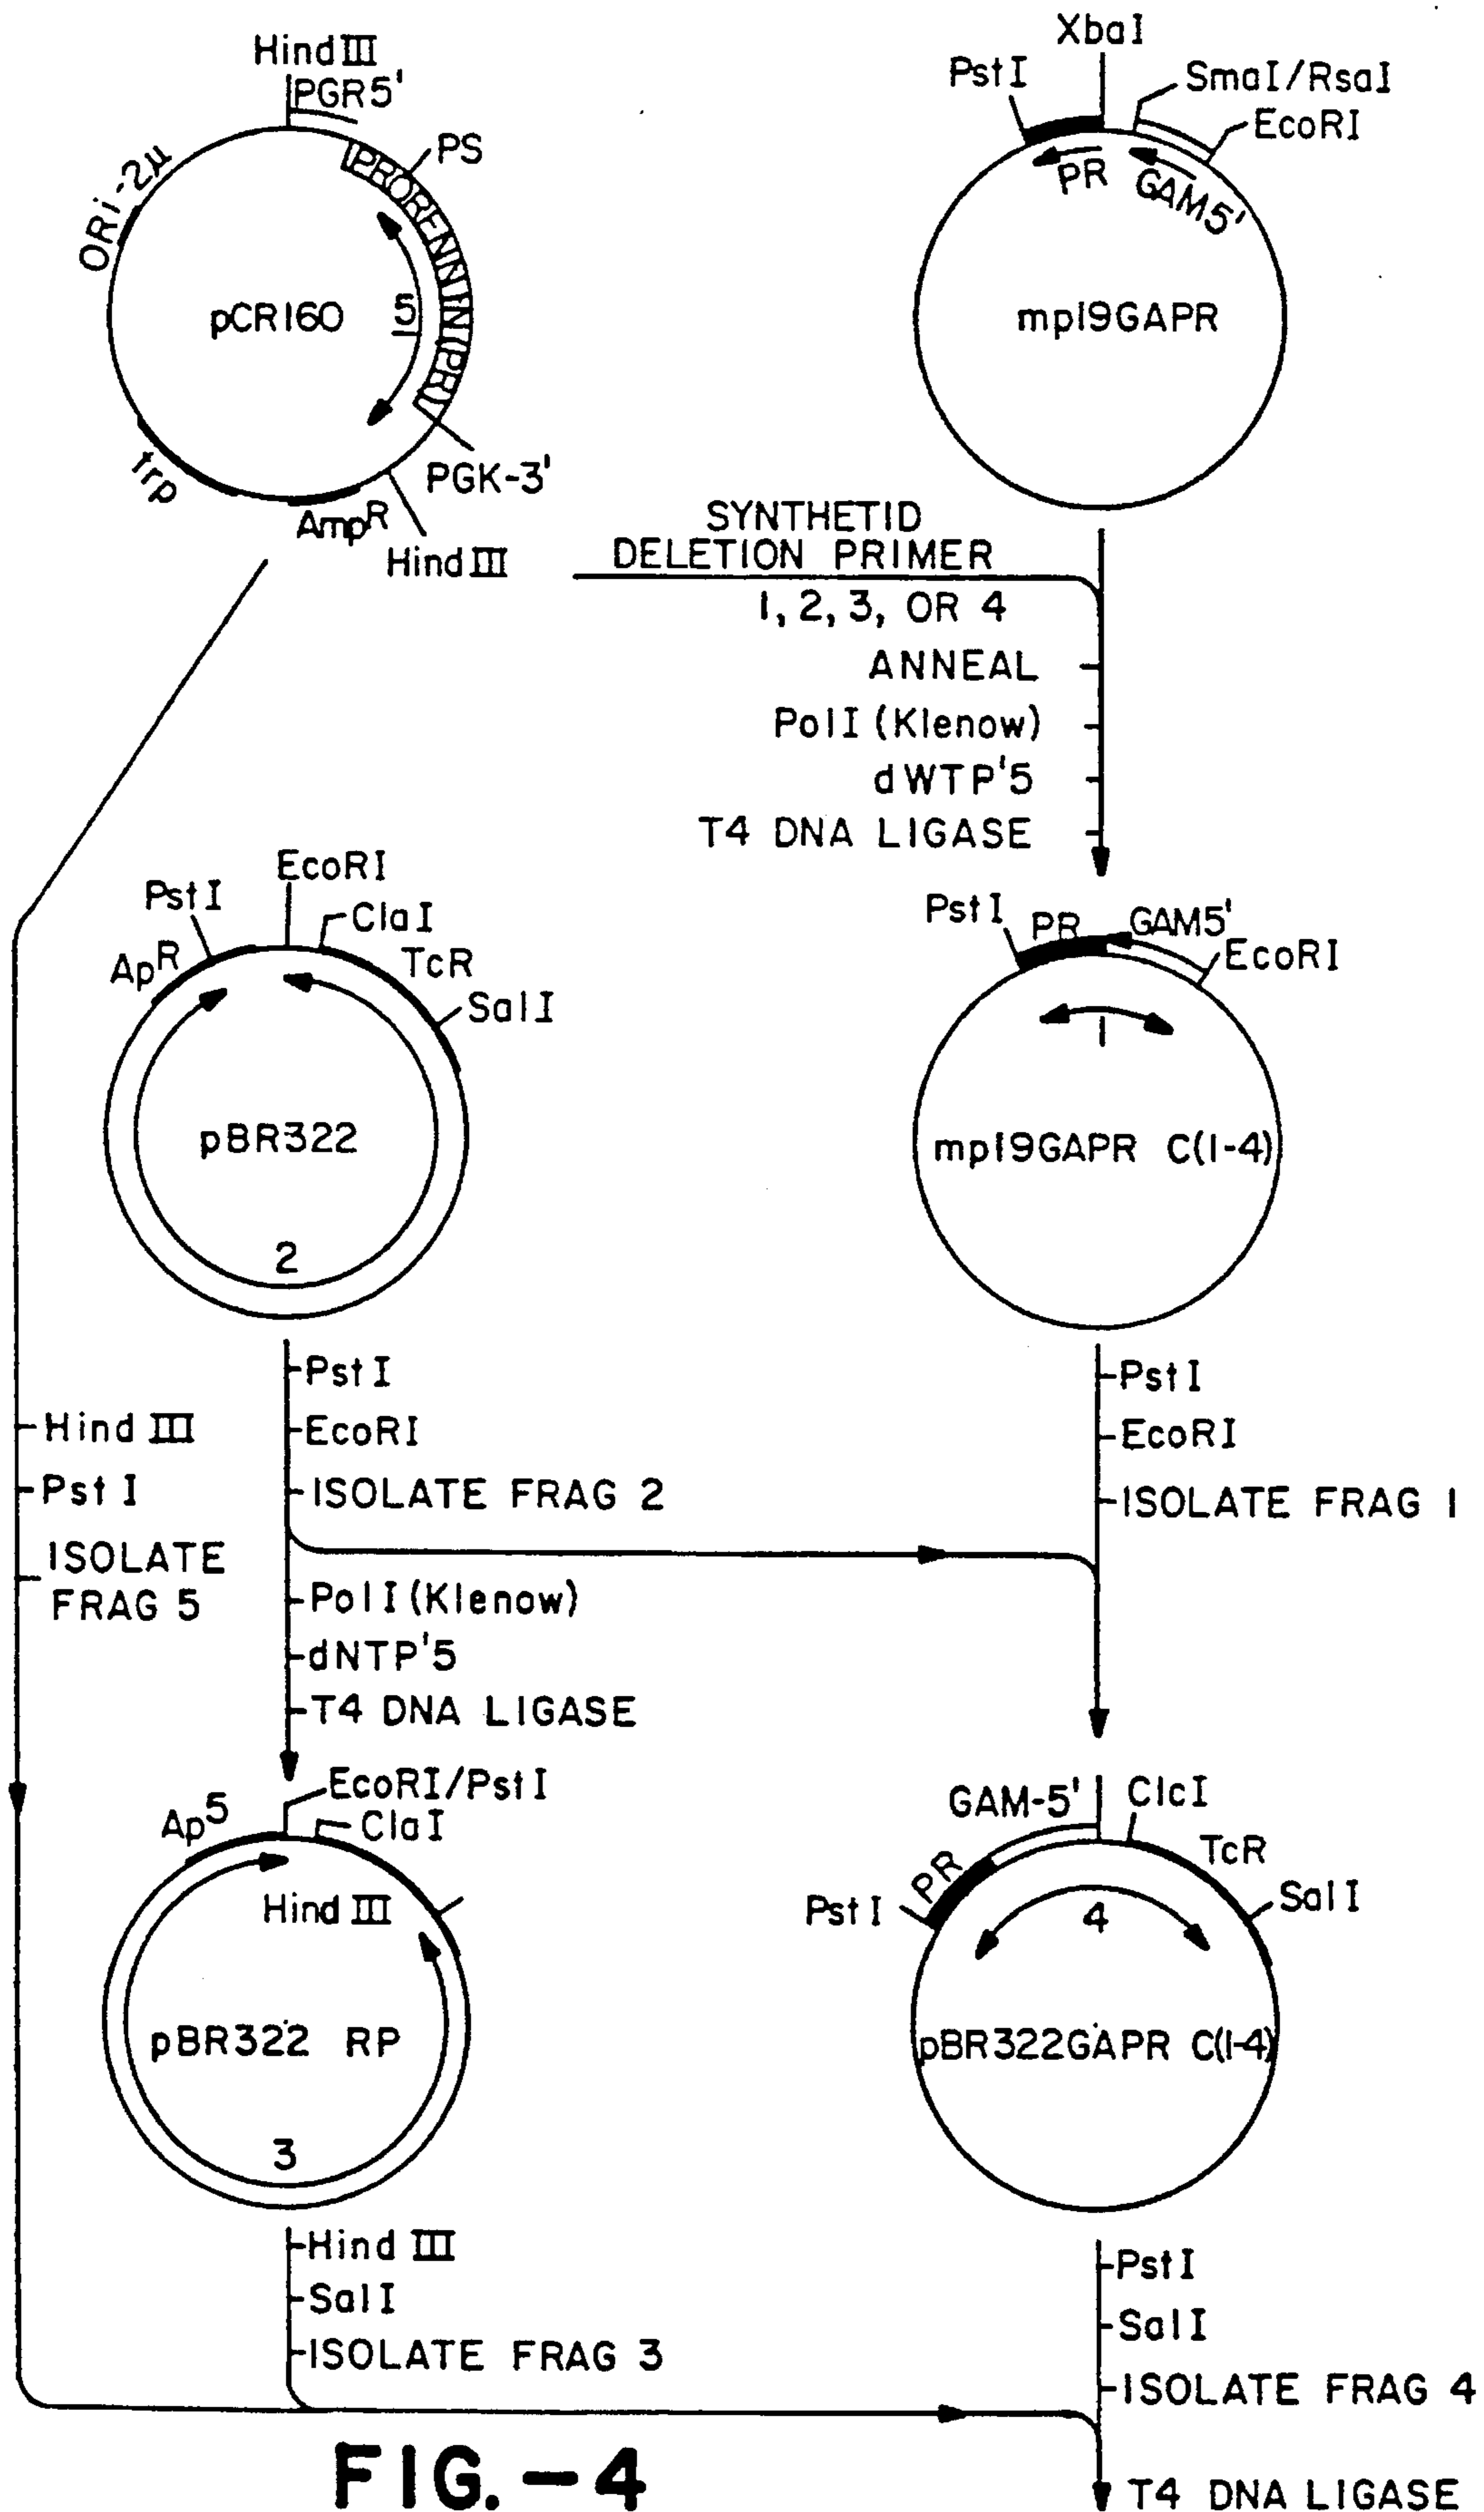 Hind III
PGR5'
PS
PRORENNIN
ORi-2μ
pCR160
5
trp
AmpR
PGK-3'
Hind III
XbaI
PstI
SmaI/RsaI
EcoRI
PR
GAM5'
mp19GAPR
SYNTHETID
DELETION PRIMER
1, 2, 3, OR 4
ANNEAL
PolI (Klenow)
dWTP'5
T4 DNA LIGASE
EcoRI
PstI
ClaI
ApR
TcR
SalI
pBR322
2
PstI
PR
GAM5'
EcoRI
1
mp19GAPR C(1-4)
Hind III
Pst I
ISOLATE
FRAG 5
PstI
EcoRI
ISOLATE FRAG 2
PolI (Klenow)
dNTP'5
T4 DNA LIGASE
PstI
EcoRI
ISOLATE FRAG 1
EcoRI/PstI
Ap5
ClaI
Hind III
pBR322 RP
3
GAM-5'
ClcI
PR
TcR
PstI
SalI
4
pBR322GAPR C(1-4)
Hind III
SalI
ISOLATE FRAG 3
PstI
SalI
ISOLATE FRAG 4
T4 DNA LIGASE
FIG.-4